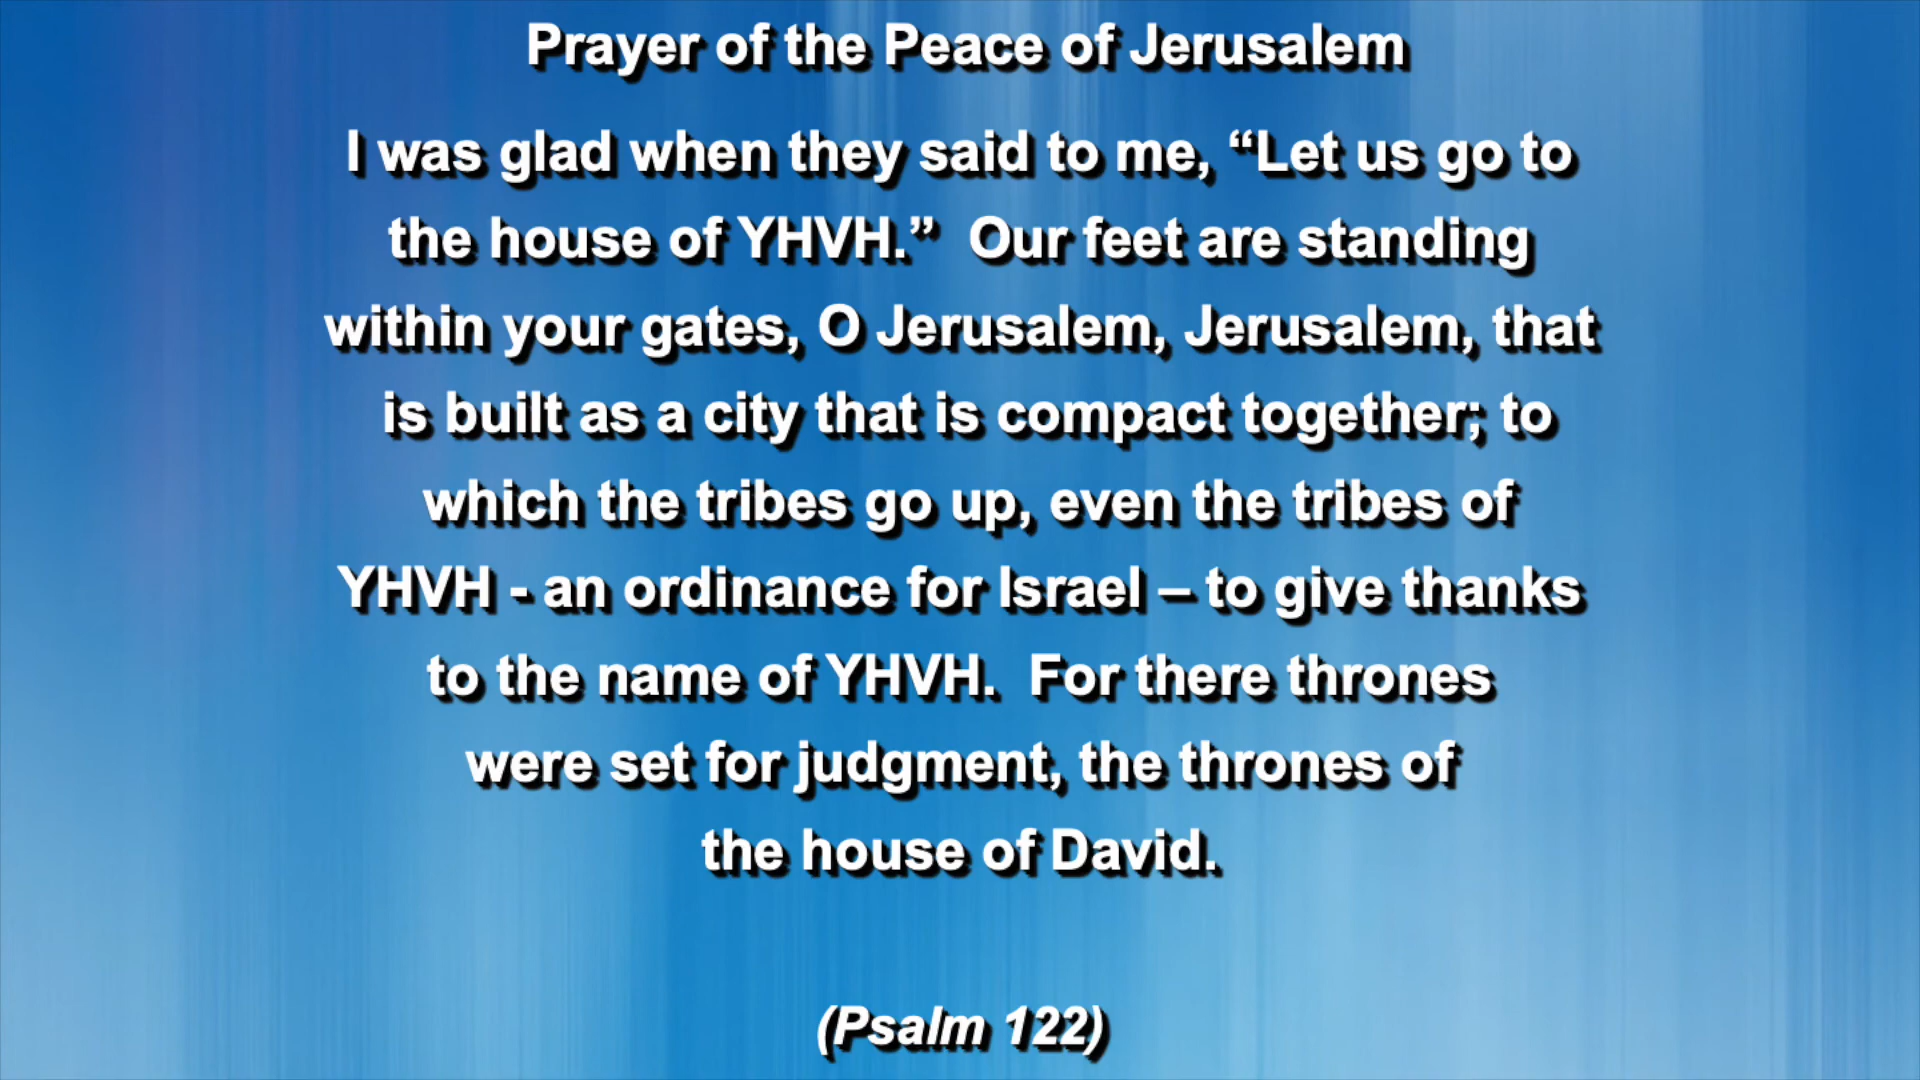 Prayer of the Peace of Jerusalem
I was glad when they said to me, “Let us go to
the house of YHVH.”  Our feet are standing
within your gates, O Jerusalem, Jerusalem, that
is built as a city that is compact together; to
which the tribes go up, even the tribes of
YHVH - an ordinance for Israel – to give thanks
to the name of YHVH.  For there thrones
were set for judgment, the thrones of
the house of David.
(Psalm 122)